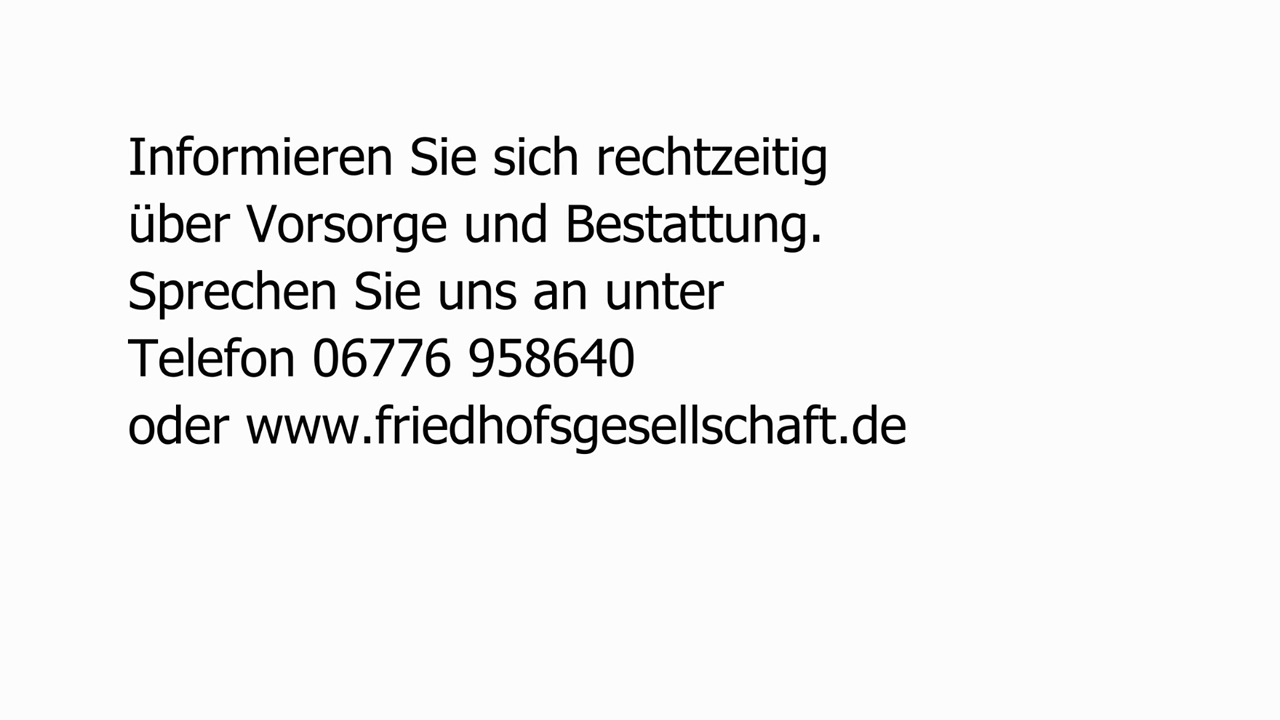 Informieren Sie sich rechtzeitig
über Vorsorge und Bestattung.
Sprechen Sie uns an unter
Telefon 06776 958640
oder www.friedhofsgesellschaft.de